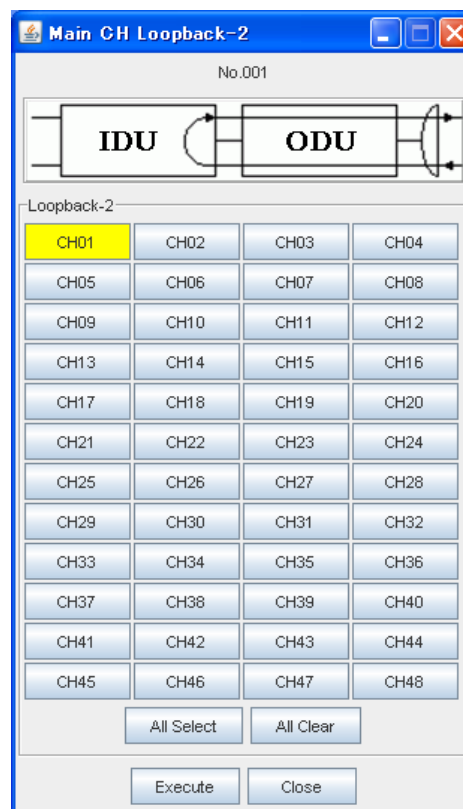 Main CH Loopback-2
No.001
IDU ODU
Loopback-2
CH01 CH02 CH03 CH04
CH05 CH06 CH07 CH08
CH09 CH10 CH11 CH12
CH13 CH14 CH15 CH16
CH17 CH18 CH19 CH20
CH21 CH22 CH23 CH24
CH25 CH26 CH27 CH28
CH29 CH30 CH31 CH32
CH33 CH34 CH35 CH36
CH37 CH38 CH39 CH40
CH41 CH42 CH43 CH44
CH45 CH46 CH47 CH48
All Select All Clear
Execute Close